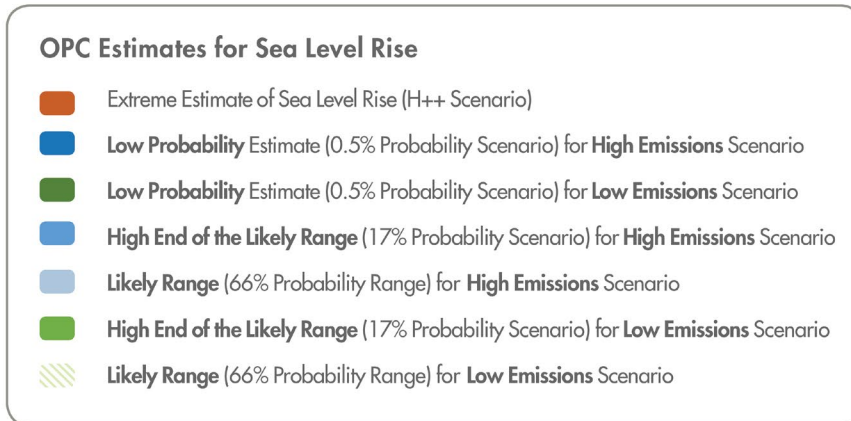 OPC Estimates for Sea Level Rise
Extreme Estimate of Sea Level Rise (H++ Scenario)
Low Probability Estimate (0.5% Probability Scenario) for High Emissions Scenario
Low Probability Estimate (0.5% Probability Scenario) for Low Emissions Scenario
High End of the Likely Range (17% Probability Scenario) for High Emissions Scenario
Likely Range (66% Probability Range) for High Emissions Scenario
High End of the Likely Range (17% Probability Scenario) for Low Emissions Scenario
Likely Range (66% Probability Range) for Low Emissions Scenario